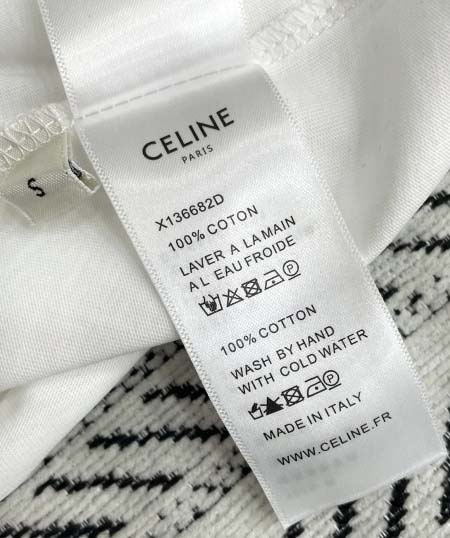 CELINE
PARIS
X136682D
100% COTON
LAVER A LA MAIN
A L EAU FROIDE
100% COTTON
WASH BY HAND
WITH COLD WATER
MADE IN ITALY
WWW.CELINE.FR
S